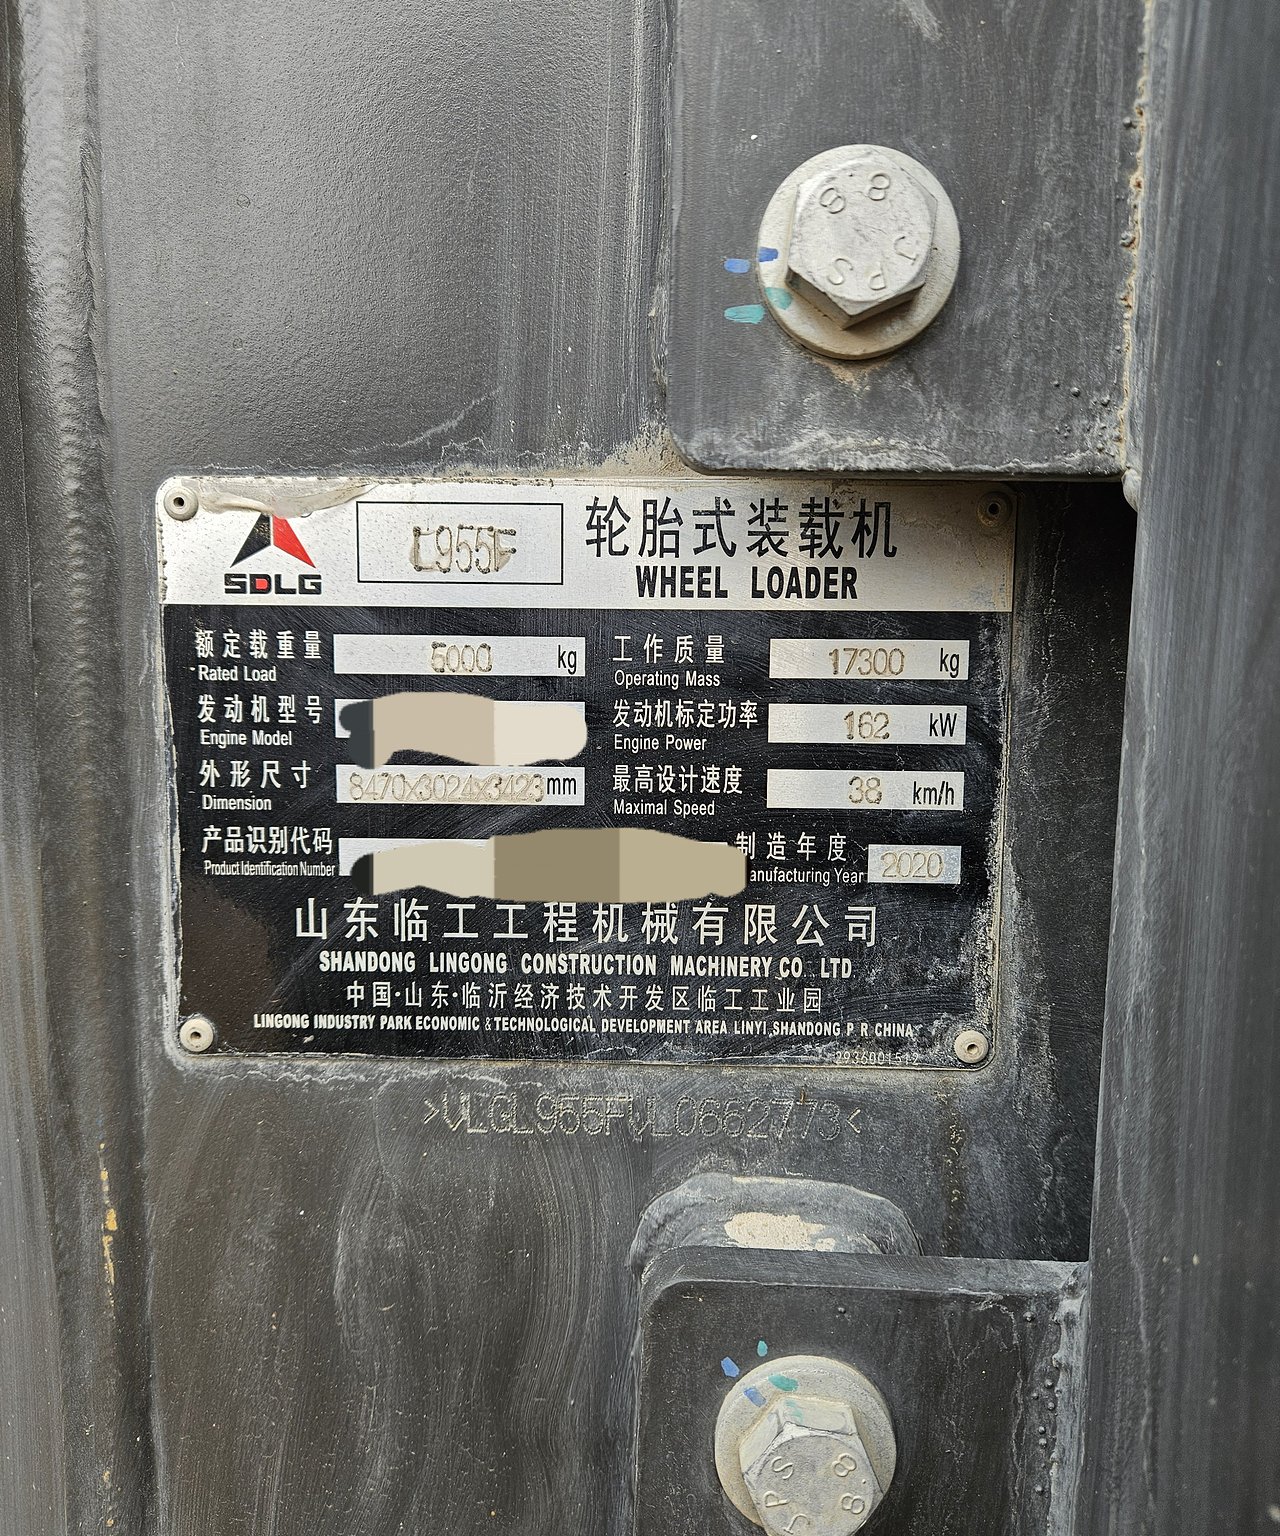 8.8
JPS
SDLG
L955F
轮胎式装载机
WHEEL LOADER
额定载重量 5000 kg
Rated Load
工作质量 17300 kg
Operating Mass
发动机型号
Engine Model
发动机标定功率 162 kW
Engine Power
外形尺寸 8470x3024x3423mm
Dimension
最高设计速度 38 km/h
Maximal Speed
产品识别代码
Product Identification Number
制造年度 2020
anufacturing Year
山东临工工程机械有限公司
SHANDONG LINGONG CONSTRUCTION MACHINERY CO LTD
中国·山东·临沂经济技术开发区临工工业园
LINGONG INDUSTRY PARK ECONOMIC & TECHNOLOGICAL DEVELOPMENT AREA LINYI SHANDONG P R CHINA
>VLGL955FVL0662773<
JPS
8.8